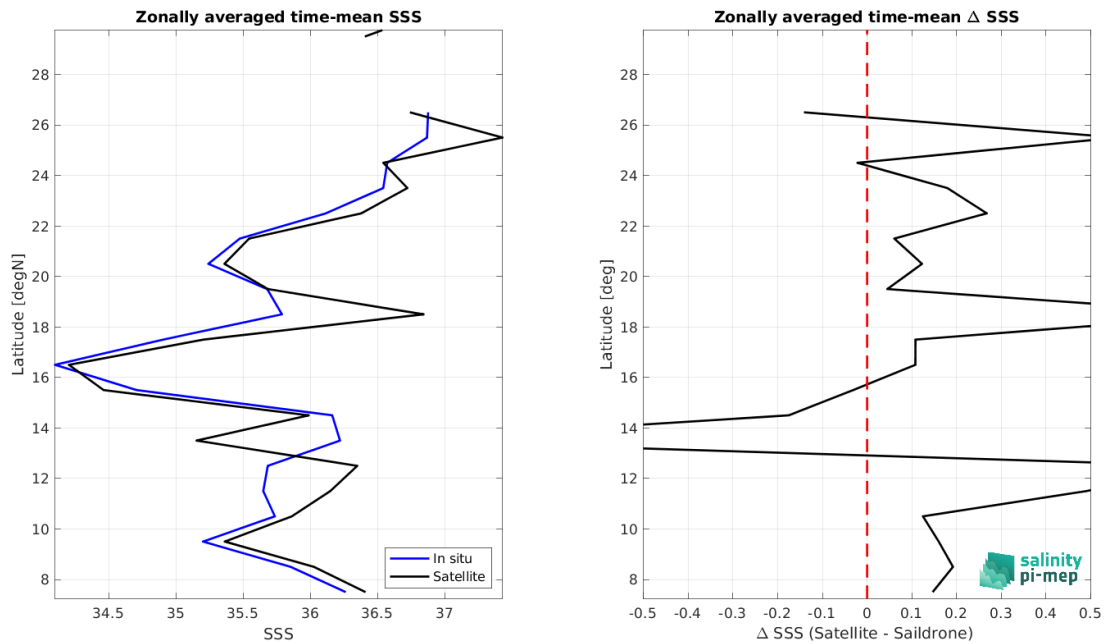 Zonally averaged time-mean SSS
Latitude [degN]
28
26
24
22
20
18
16
14
12
10
8
34.5 35 35.5 36 36.5 37
SSS
In situ
Satellite
Zonally averaged time-mean Δ SSS
Latitude [deg]
28
26
24
22
20
18
16
14
12
10
8
-0.5 -0.4 -0.3 -0.2 -0.1 0 0.1 0.2 0.3 0.4 0.5
Δ SSS (Satellite - Saildrone)
salinity
pi-mep